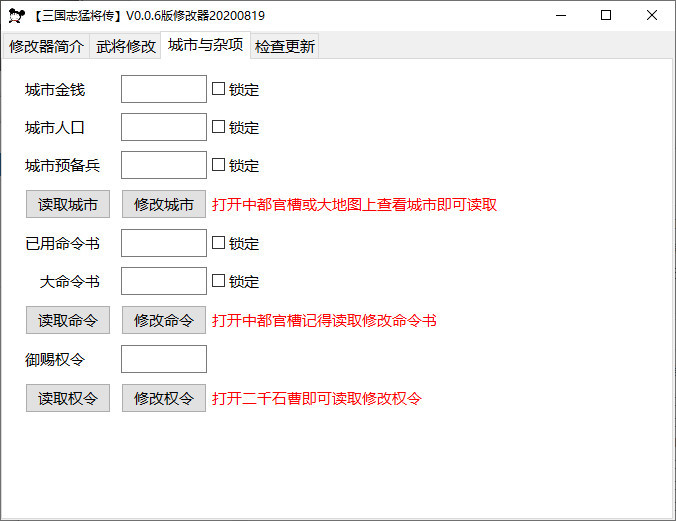 【三国志猛将传】V0.0.6版修改器20200819
修改器简介 武将修改 城市与杂项 检查更新
城市金钱 锁定
城市人口 锁定
城市预备兵 锁定
读取城市 修改城市 打开中都官槽或大地图上查看城市即可读取
已用命令书 锁定
大命令书 锁定
读取命令 修改命令 打开中都官槽记得读取修改命令书
御赐权令
读取权令 修改权令 打开二千石曹即可读取修改权令